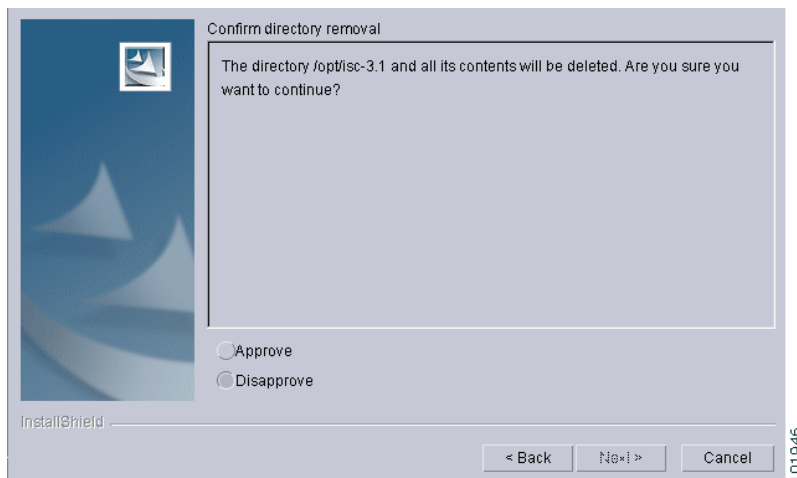 Confirm directory removal
The directory /opt/isc-3.1 and all its contents will be deleted. Are you sure you
want to continue?
Approve
Disapprove
InstallShield
< Back
Next >
Cancel
01946